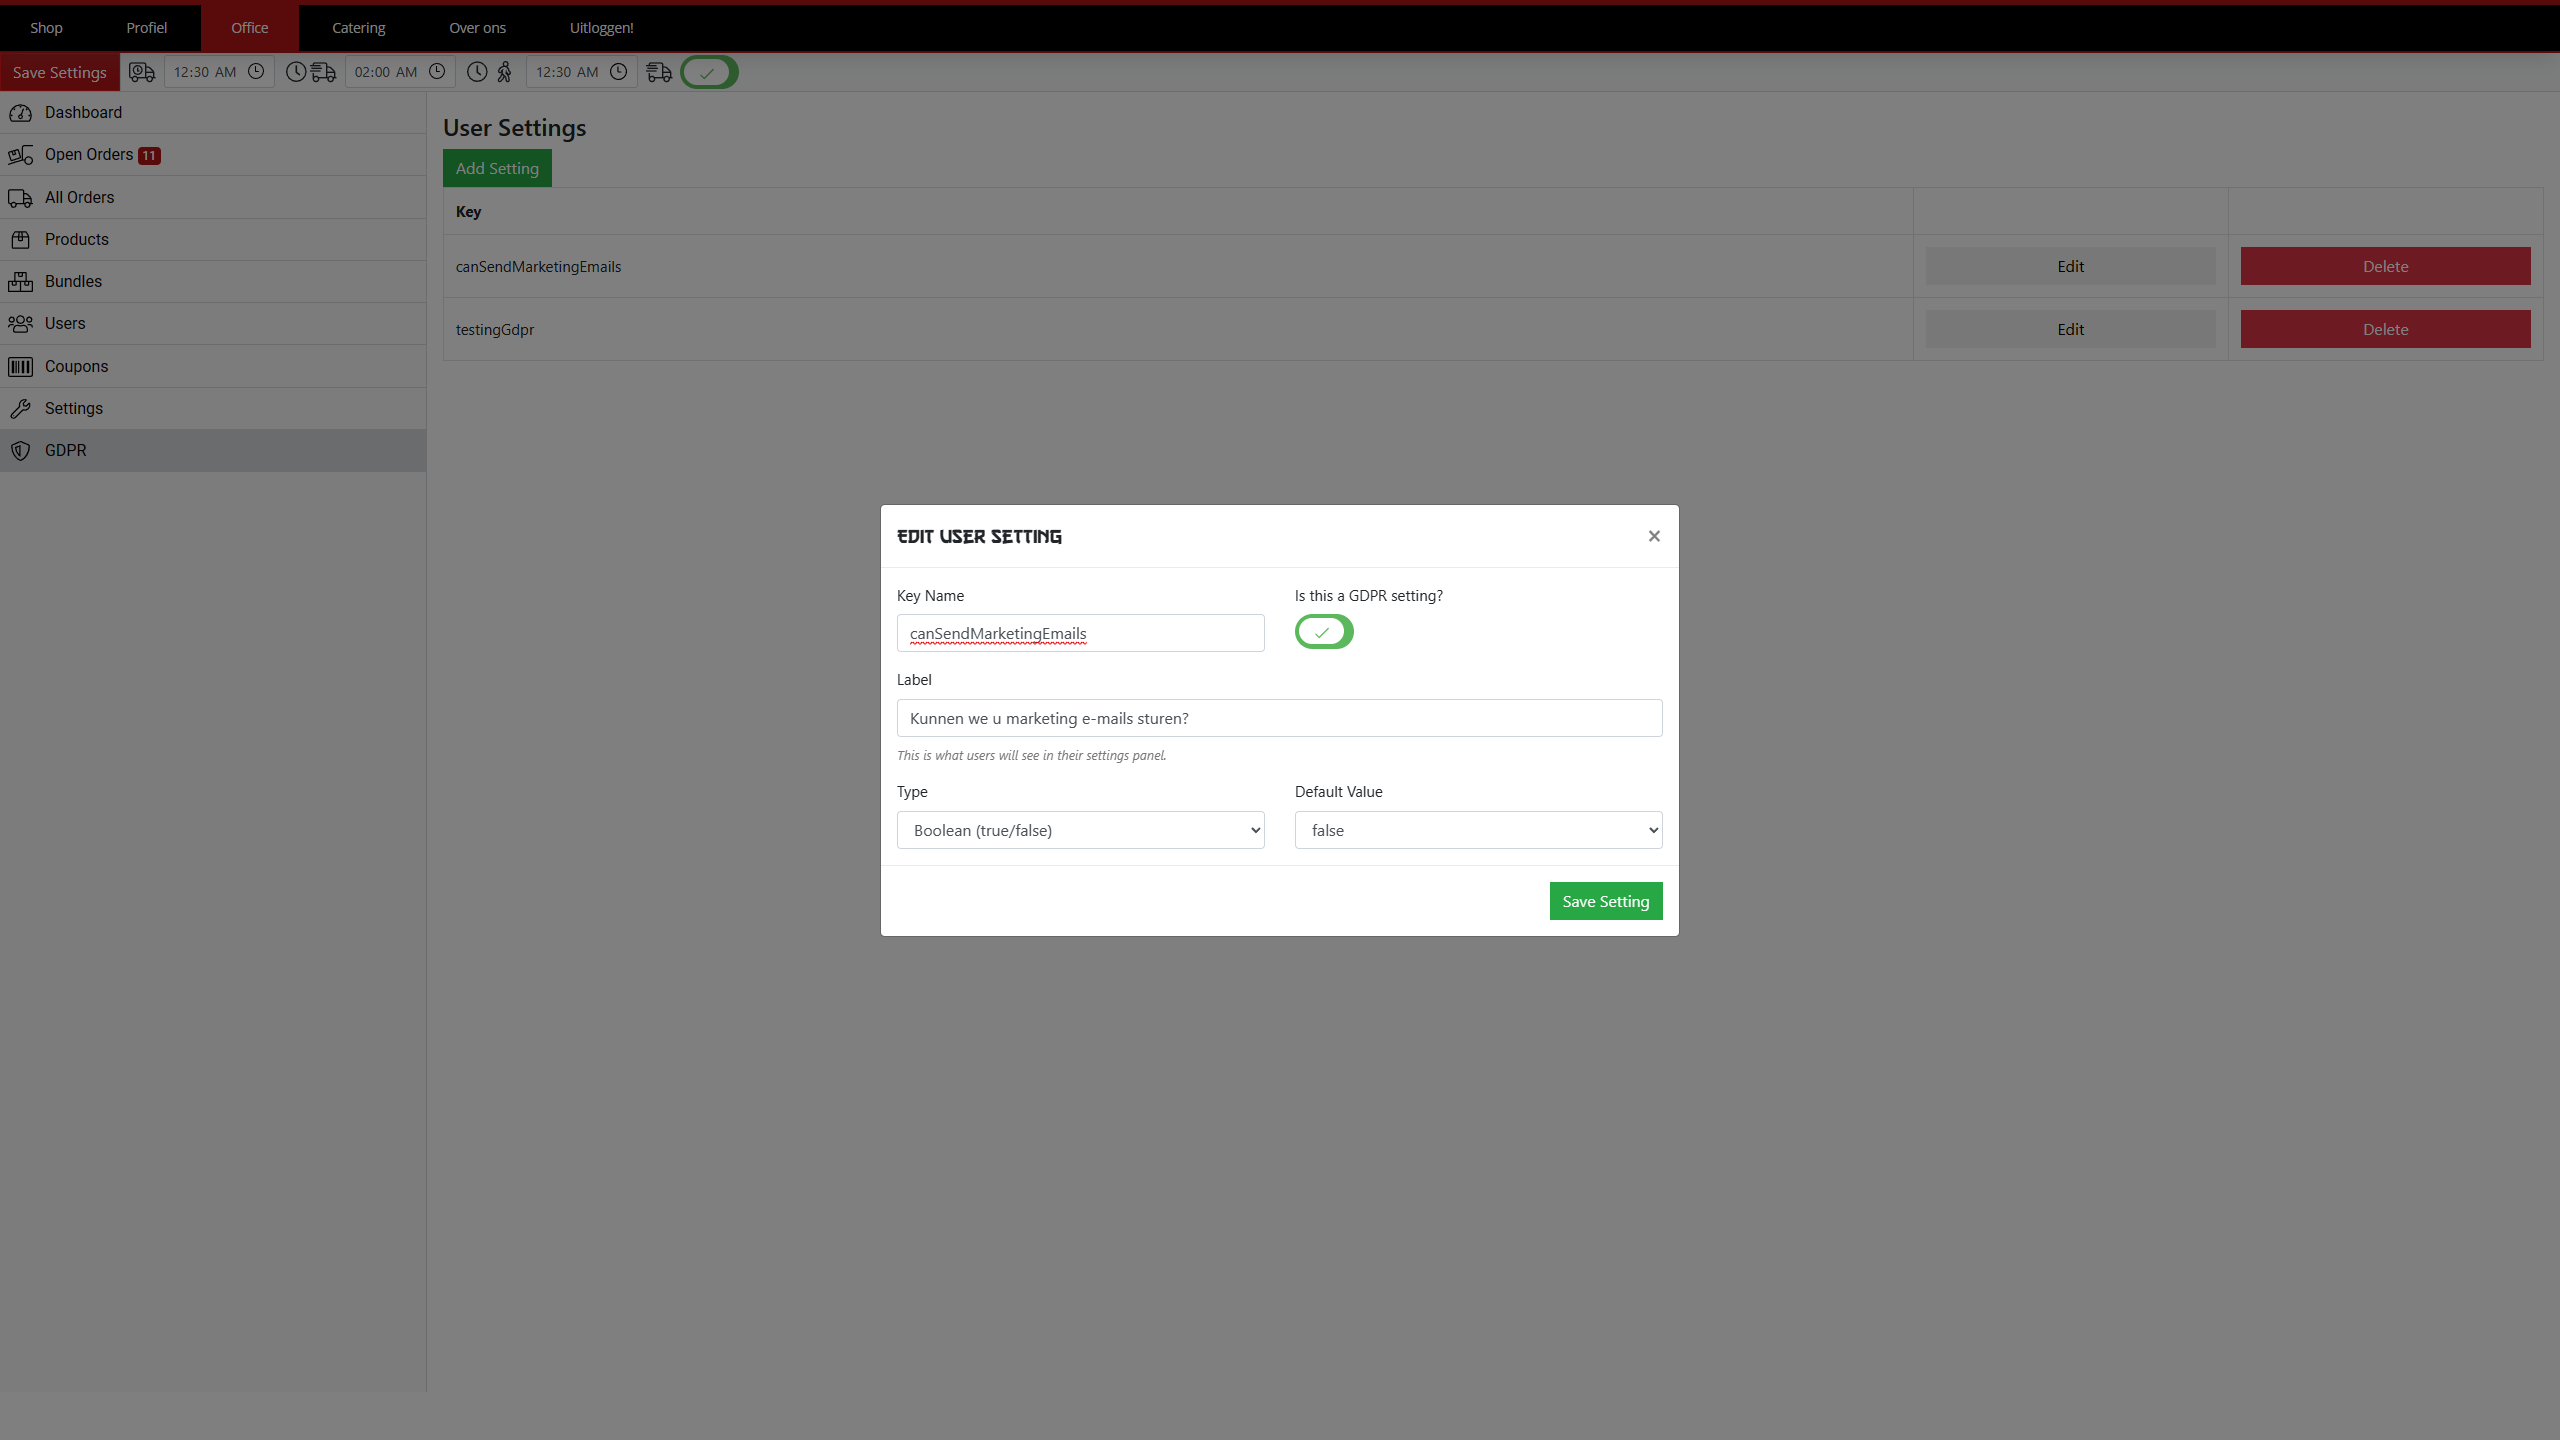 Shop Profiel Office Catering Over ons Uitloggen!
Save Settings 12:30 AM 02:00 AM 12:30 AM
Dashboard
Open Orders 11
All Orders
Products
Bundles
Users
Coupons
Settings
GDPR
User Settings
Add Setting
Key
canSendMarketingEmails Edit Delete
testingGdpr Edit Delete
EDIT USER SETTING ×
Key Name Is this a GDPR setting?
canSendMarketingEmails
Label
Kunnen we u marketing e-mails sturen?
This is what users will see in their settings panel.
Type Default Value
Boolean (true/false) false
Save Setting